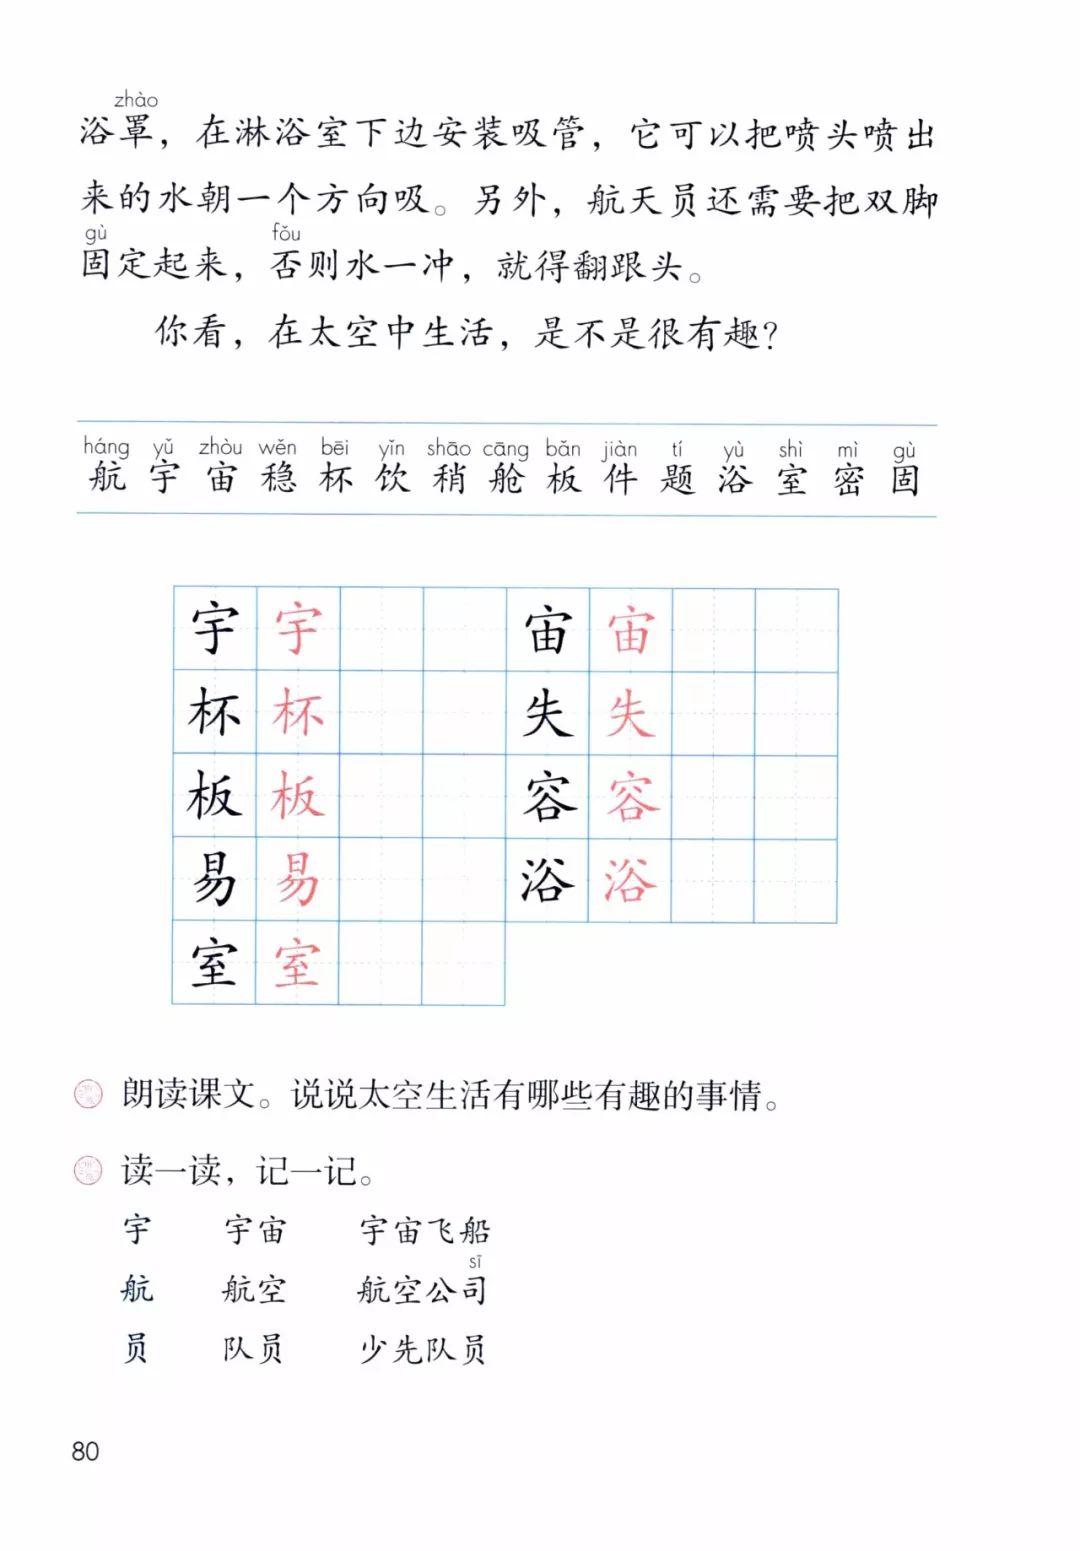 zhào
浴罩，在淋浴室下边安装吸管，它可以把喷头喷出
来的水朝一个方向吸。另外，航天员还需要把双脚
gù fǒu
固定起来，否则水一冲，就得翻跟头。
你看，在太空中生活，是不是很有趣？
háng yǔ zhòu wěn bēi yǐn shāo cāng bǎn jiàn tí yù shì mì gù
航 宇 宙 稳 杯 饮 稍 舱 板 件 题 浴 室 密 固
宇 宇 宙 宙
杯 杯 失 失
板 板 容 容
易 易 浴 浴
室 室
朗读课文。说说太空生活有哪些有趣的事情。
读一读，记一记。
宇 宇宙 宇宙飞船
sī
航 航空 航空公司
员 队员 少先队员
80